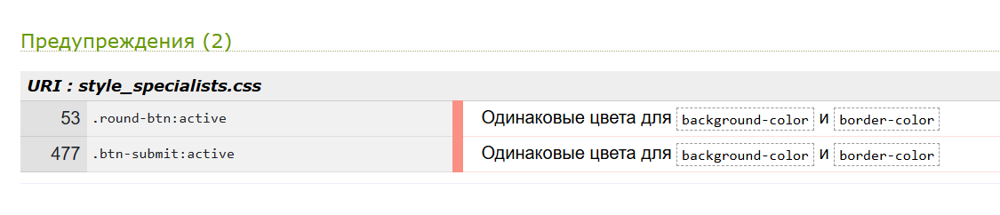 Предупреждения (2)
URI : style_specialists.css
53 .round-btn:active Одинаковые цвета для background-color и border-color
477 .btn-submit:active Одинаковые цвета для background-color и border-color